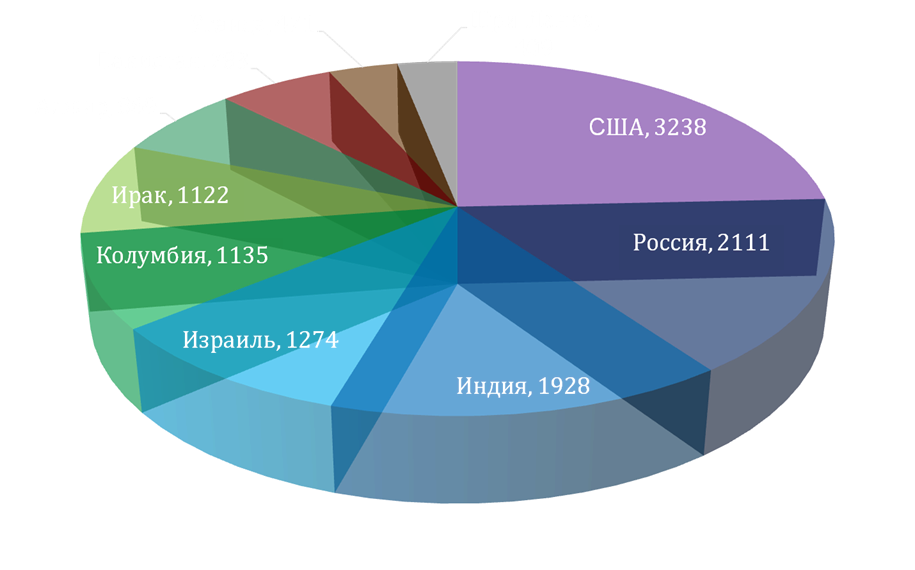 США, 3238
Россия, 2111
Индия, 1928
Израиль, 1274
Колумбия, 1135
Ирак, 1122